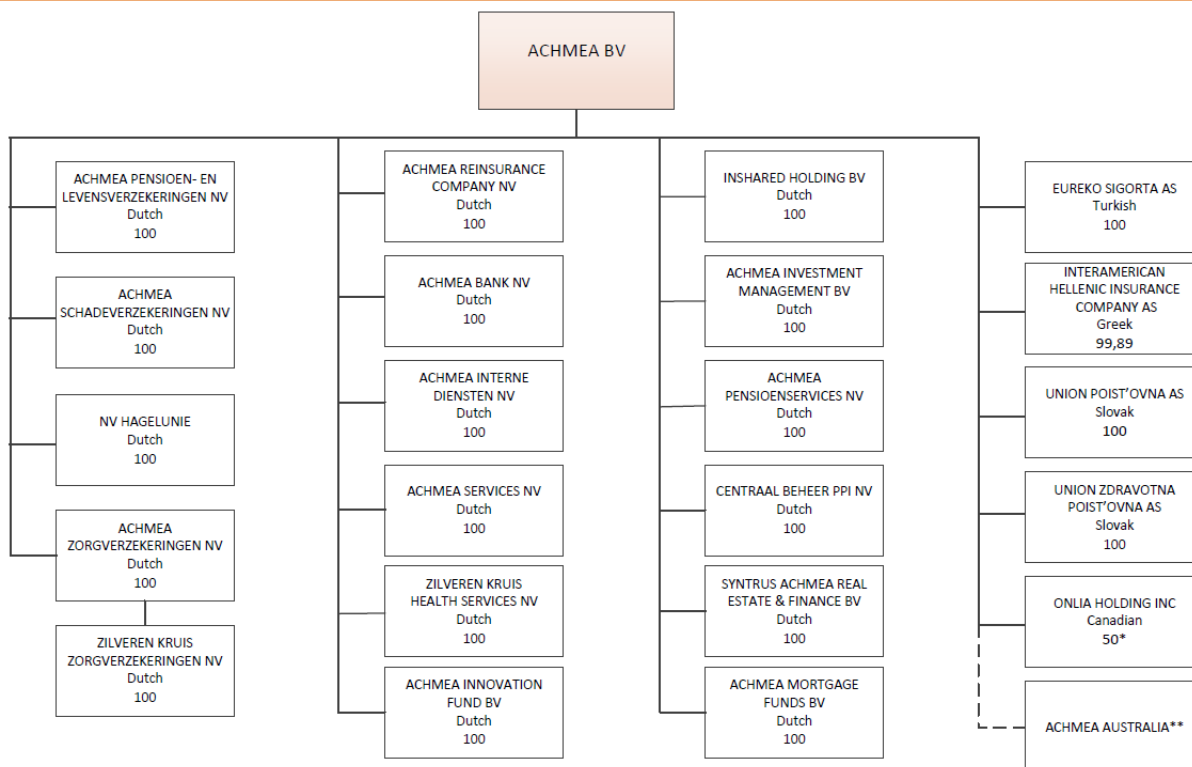 ACHMEA BV
ACHMEA PENSIOEN- EN
LEVENSVERZEKERINGEN NV
Dutch
100
ACHMEA
SCHADEVERZEKERINGEN NV
Dutch
100
NV HAGELUNIE
Dutch
100
ACHMEA
ZORGVERZEKERINGEN NV
Dutch
100
ZILVEREN KRUIS
ZORGVERZEKERINGEN NV
Dutch
100
ACHMEA REINSURANCE
COMPANY NV
Dutch
100
ACHMEA BANK NV
Dutch
100
ACHMEA INTERNE
DIENSTEN NV
Dutch
100
ACHMEA SERVICES NV
Dutch
100
ZILVEREN KRUIS
HEALTH SERVICES NV
Dutch
100
ACHMEA INNOVATION
FUND BV
Dutch
100
INSHARED HOLDING BV
Dutch
100
ACHMEA INVESTMENT
MANAGEMENT BV
Dutch
100
ACHMEA
PENSIOENSERVICES NV
Dutch
100
CENTRAAL BEHEER PPI NV
Dutch
100
SYNTRUS ACHMEA REAL
ESTATE & FINANCE BV
Dutch
100
ACHMEA MORTGAGE
FUNDS BV
Dutch
100
EUREKO SIGORTA AS
Turkish
100
INTERAMERICAN
HELLENIC INSURANCE
COMPANY AS
Greek
99,89
UNION POIST’OVNA AS
Slovak
100
UNION ZDRAVOTNA
POIST’OVNA AS
Slovak
100
ONLIA HOLDING INC
Canadian
50*
ACHMEA AUSTRALIA**